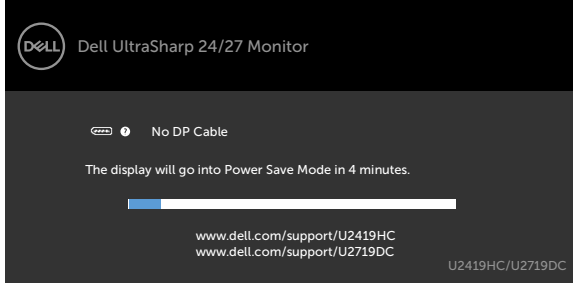 DELL
Dell UltraSharp 24/27 Monitor
? No DP Cable
The display will go into Power Save Mode in 4 minutes.
www.dell.com/support/U2419HC
www.dell.com/support/U2719DC
U2419HC/U2719DC